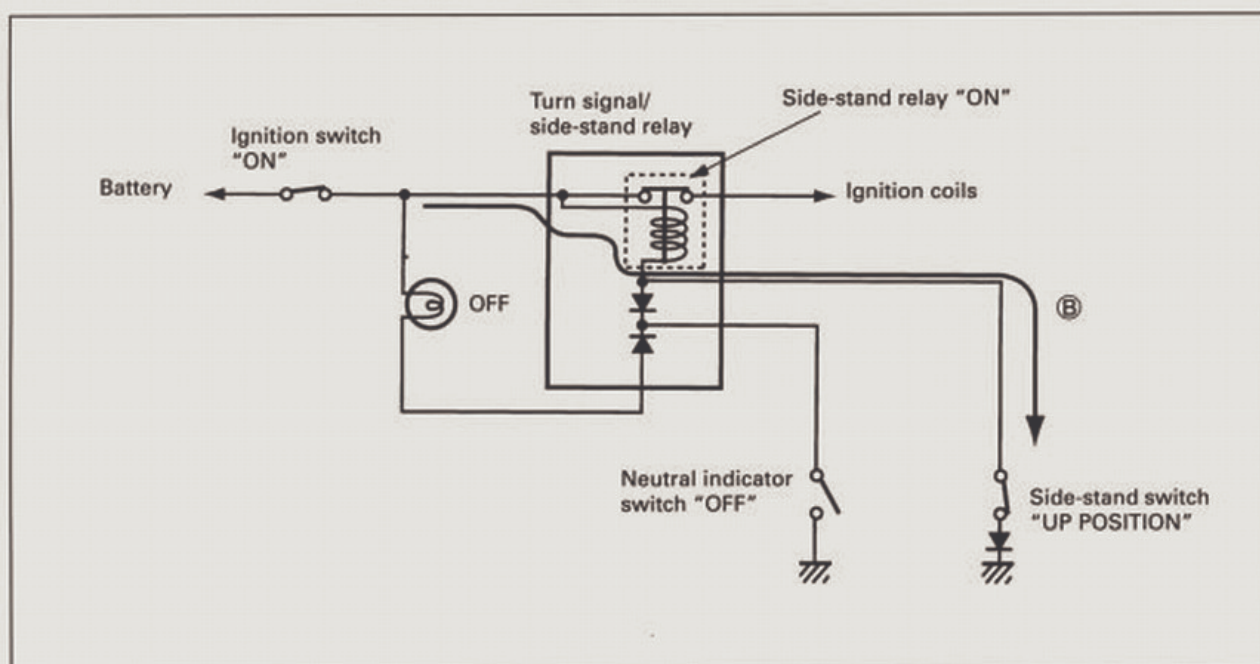 Turn signal/
side-stand relay
Side-stand relay "ON"
Ignition switch
"ON"
Battery
Ignition coils
OFF
Ⓑ
Neutral indicator
switch "OFF"
Side-stand switch
"UP POSITION"